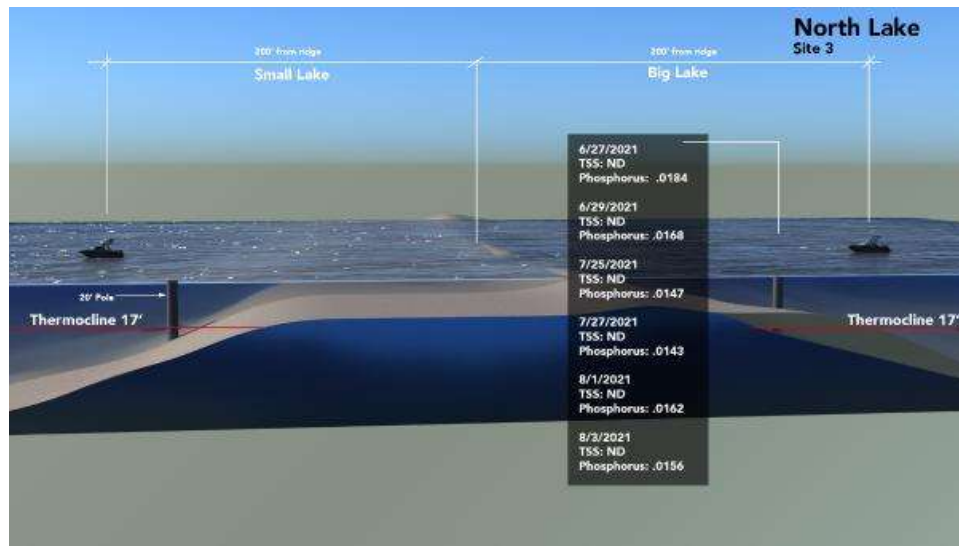 North Lake
Site 3
200' from ridge
200' from ridge
Small Lake
Big Lake
6/27/2021
TSS: ND
Phosphorus: .0184
6/29/2021
TSS: ND
Phosphorus: .0168
7/25/2021
TSS: ND
Phosphorus: .0147
7/27/2021
TSS: ND
Phosphorus: .0143
8/1/2021
TSS: ND
Phosphorus: .0162
8/3/2021
TSS: ND
Phosphorus: .0156
20' Pole
Thermocline 17'
Thermocline 17'